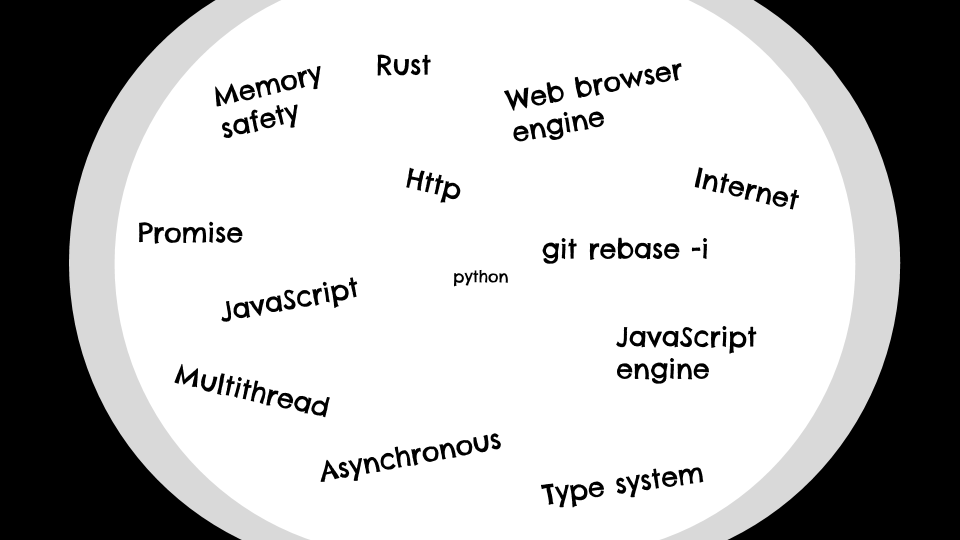 Memory
safety
Rust
Web browser
engine
Http
Internet
Promise
git rebase -i
python
JavaScript
JavaScript
engine
Multithread
Asynchronous
Type system